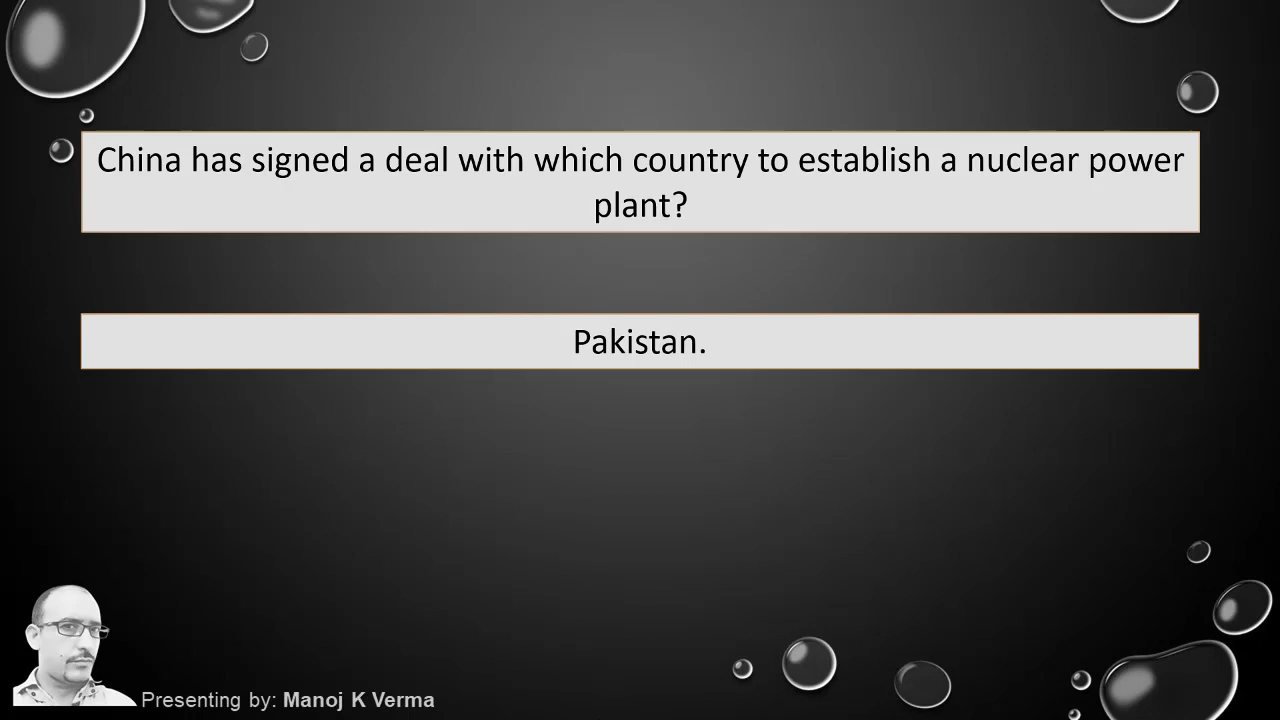 China has signed a deal with which country to establish a nuclear power
plant?
Pakistan.
Presenting by: Manoj K Verma